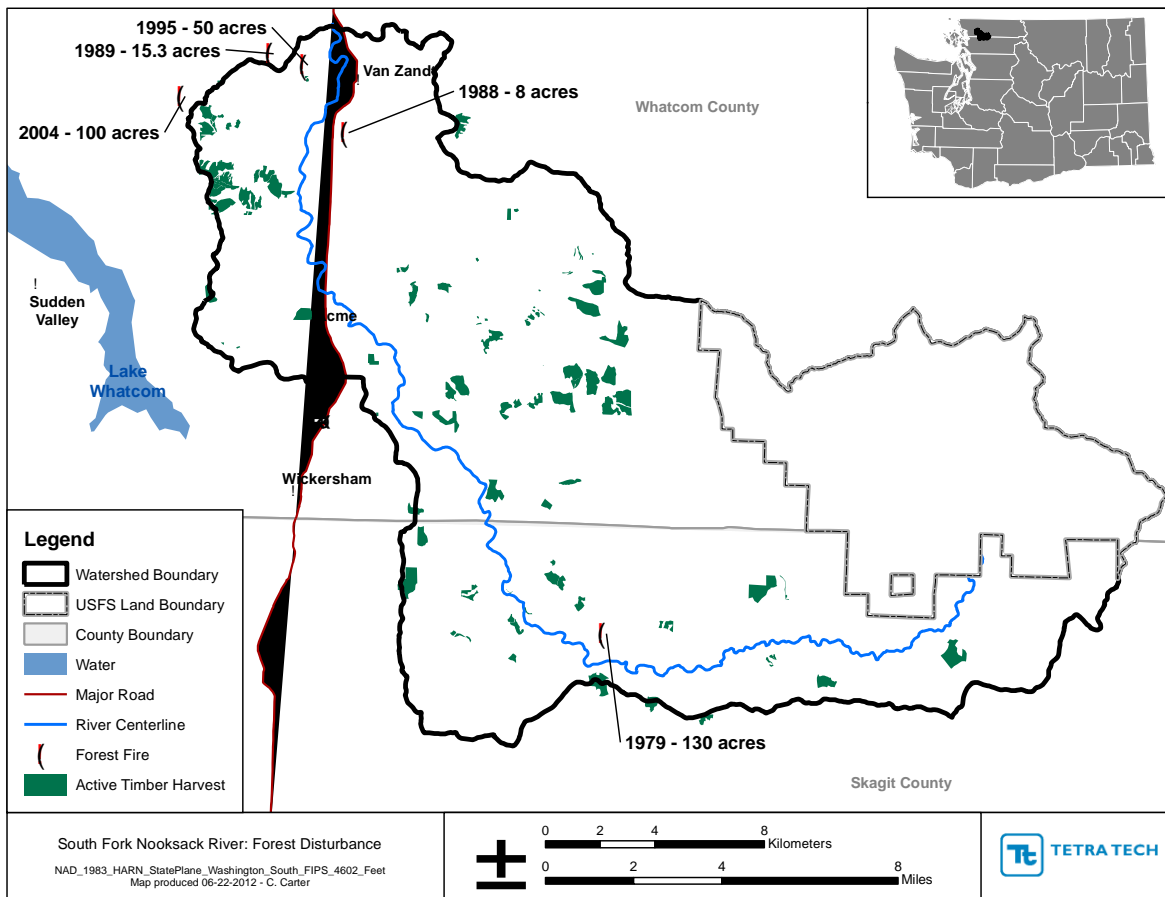 1995 - 50 acres
1989 - 15.3 acres
Van Zand
1988 - 8 acres
Whatcom County
2004 - 100 acres
Sudden
Valley
cme
Lake
Whatcom
Wickersham
Legend
Watershed Boundary
USFS Land Boundary
County Boundary
Water
Major Road
River Centerline
Forest Fire
Active Timber Harvest
1979 - 130 acres
Skagit County
South Fork Nooksack River: Forest Disturbance
NAD_1983_HARN_StatePlane_Washington_South_FIPS_4602_Feet
Map produced 06-22-2012 - C. Carter
0 2 4 8
Kilometers
0 2 4 8
Miles
Tt TETRA TECH